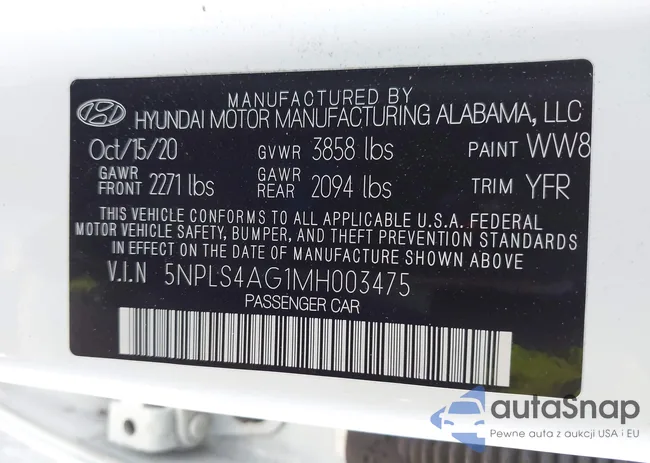 MANUFACTURED BY
HYUNDAI MOTOR MANUFACTURING ALABAMA, LLC
Oct/15/20 GVWR 3858 lbs PAINT WW8
GAWR FRONT 2271 lbs GAWR REAR 2094 lbs TRIM YFR
THIS VEHICLE CONFORMS TO ALL APPLICABLE U.S.A. FEDERAL
MOTOR VEHICLE SAFETY, BUMPER, AND THEFT PREVENTION STANDARDS
IN EFFECT ON THE DATE OF MANUFACTURE SHOWN ABOVE
V.I.N 5NPLS4AG1MH003475
PASSENGER CAR
autaSnap
Pewne auta z aukcji USA i EU